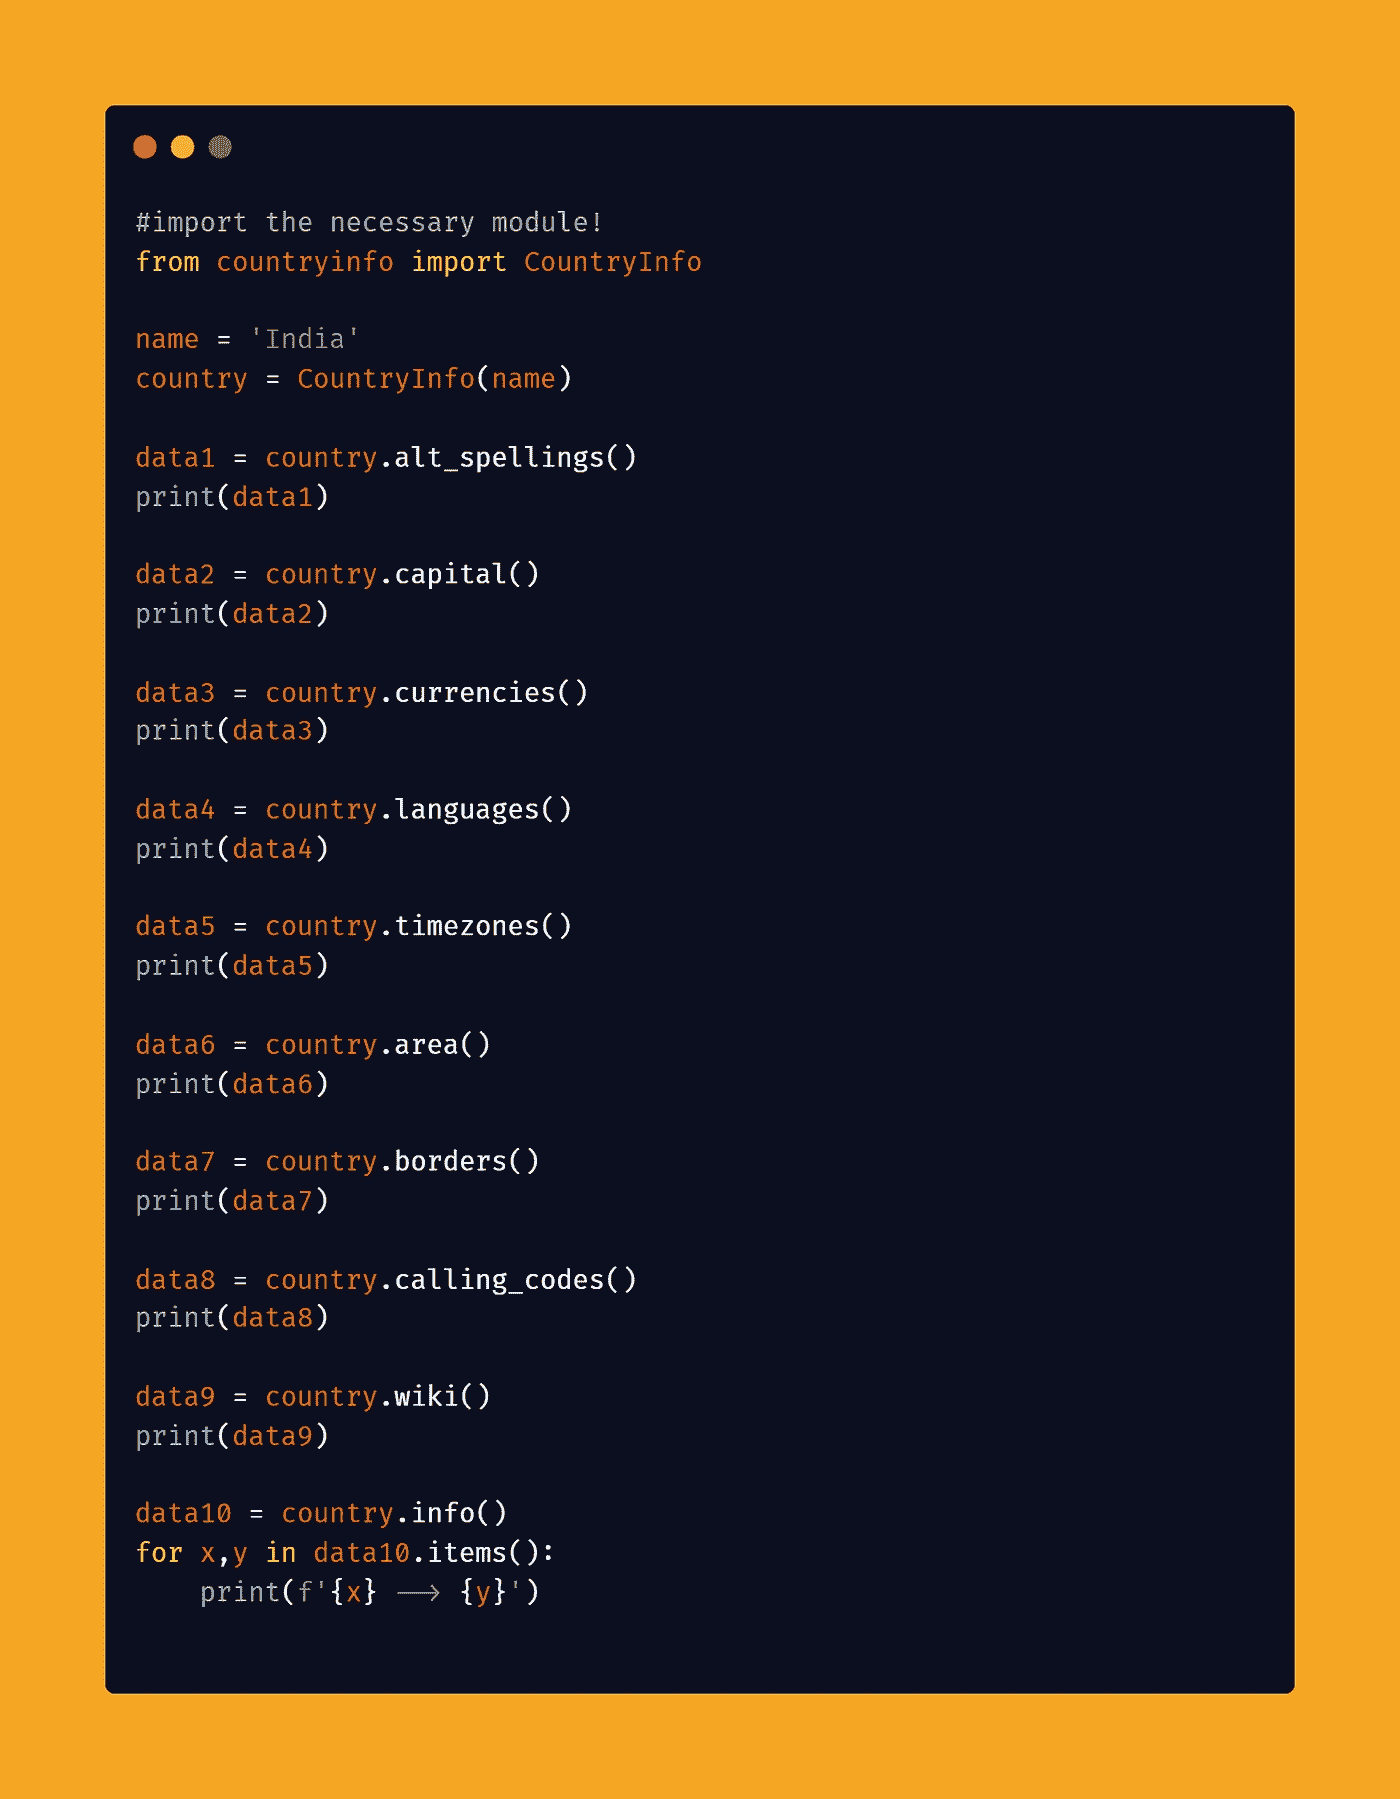 #import the necessary module!
from countryinfo import CountryInfo

name = 'India'
country = CountryInfo(name)

data1 = country.alt_spellings()
print(data1)

data2 = country.capital()
print(data2)

data3 = country.currencies()
print(data3)

data4 = country.languages()
print(data4)

data5 = country.timezones()
print(data5)

data6 = country.area()
print(data6)

data7 = country.borders()
print(data7)

data8 = country.calling_codes()
print(data8)

data9 = country.wiki()
print(data9)

data10 = country.info()
for x,y in data10.items():
    print(f'{x} --> {y}')